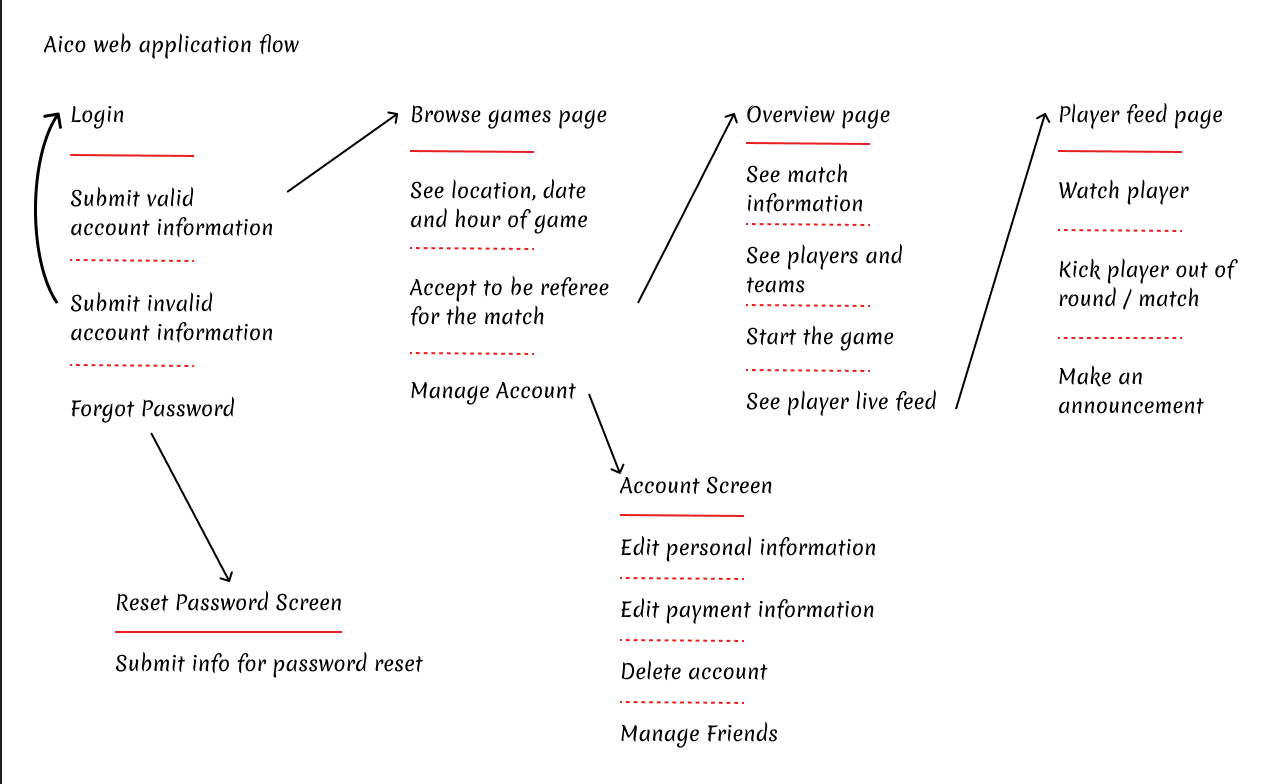 Aico web application flow
Login
Submit valid
account information
Submit invalid
account information
Forgot Password
Reset Password Screen
Submit info for password reset
Browse games page
See location, date
and hour of game
Accept to be referee
for the match
Manage Account
Account Screen
Edit personal information
Edit payment information
Delete account
Manage Friends
Overview page
See match
information
See players and
teams
Start the game
See player live feed
Player feed page
Watch player
Kick player out of
round / match
Make an
announcement